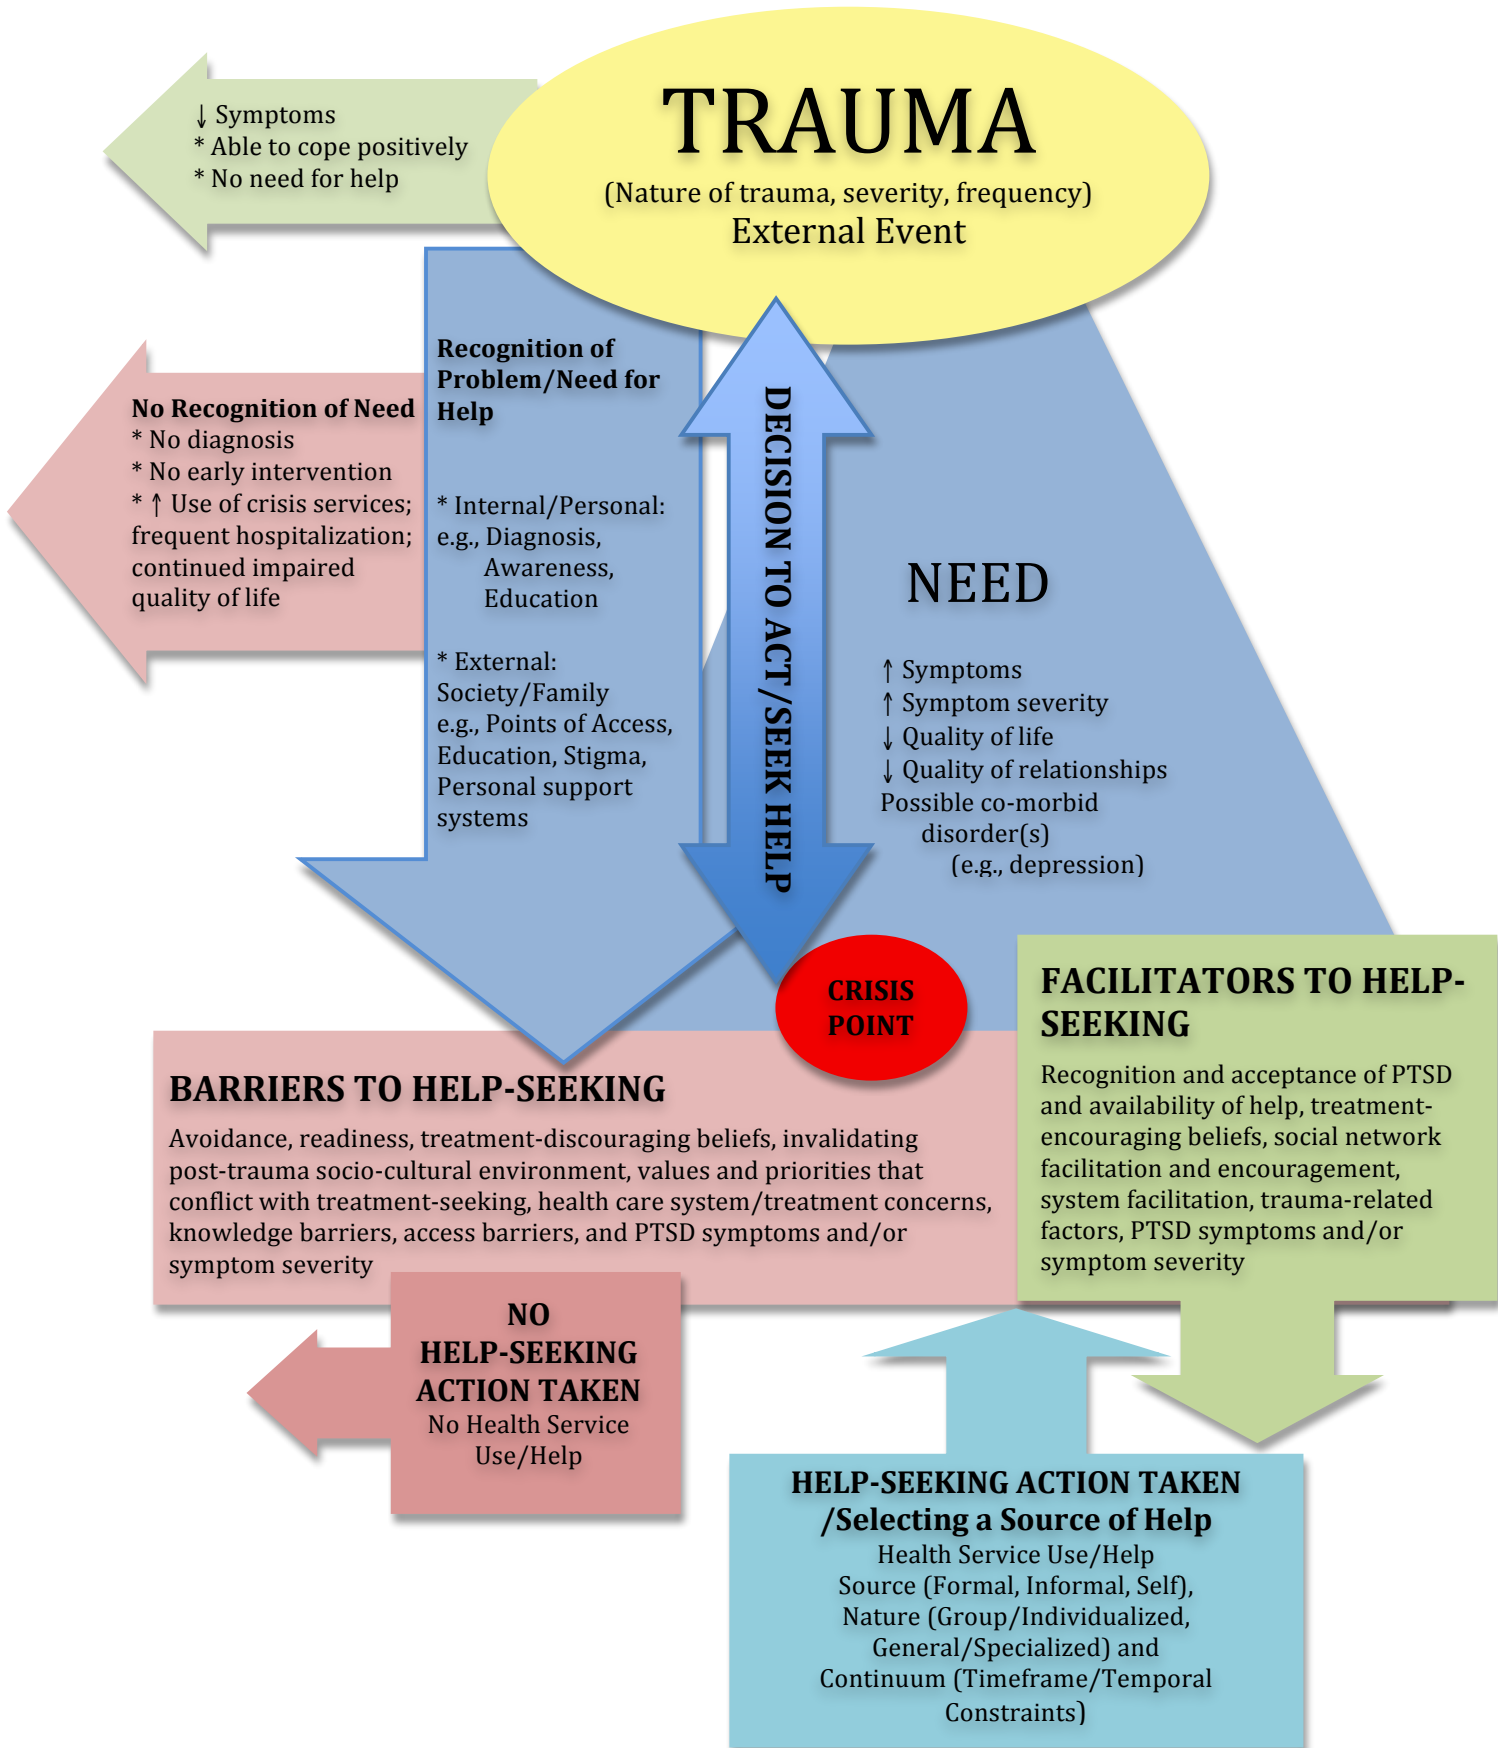 TRAUMA
(Nature of trauma, severity, frequency)
External Event
↓ Symptoms
* Able to cope positively
* No need for help
Recognition of
Problem/Need for
Help
* Internal/Personal:
e.g., Diagnosis,
Awareness,
Education
* External:
Society/Family
e.g., Points of Access,
Education, Stigma,
Personal support
systems
No Recognition of Need
* No diagnosis
* No early intervention
* ↑ Use of crisis services;
frequent hospitalization;
continued impaired
quality of life
DECISION TO ACT/SEEK HELP
NEED
↑ Symptoms
↑ Symptom severity
↓ Quality of life
↓ Quality of relationships
Possible co-morbid
disorder(s)
(e.g., depression)
CRISIS
POINT
BARRIERS TO HELP-SEEKING
Avoidance, readiness, treatment-discouraging beliefs, invalidating
post-trauma socio-cultural environment, values and priorities that
conflict with treatment-seeking, health care system/treatment concerns,
knowledge barriers, access barriers, and PTSD symptoms and/or
symptom severity
FACILITATORS TO HELP-
SEEKING
Recognition and acceptance of PTSD
and availability of help, treatment-
encouraging beliefs, social network
facilitation and encouragement,
system facilitation, trauma-related
factors, PTSD symptoms and/or
symptom severity
NO
HELP-SEEKING
ACTION TAKEN
No Health Service
Use/Help
HELP-SEEKING ACTION TAKEN
/Selecting a Source of Help
Health Service Use/Help
Source (Formal, Informal, Self),
Nature (Group/Individualized,
General/Specialized) and
Continuum (Timeframe/Temporal
Constraints)